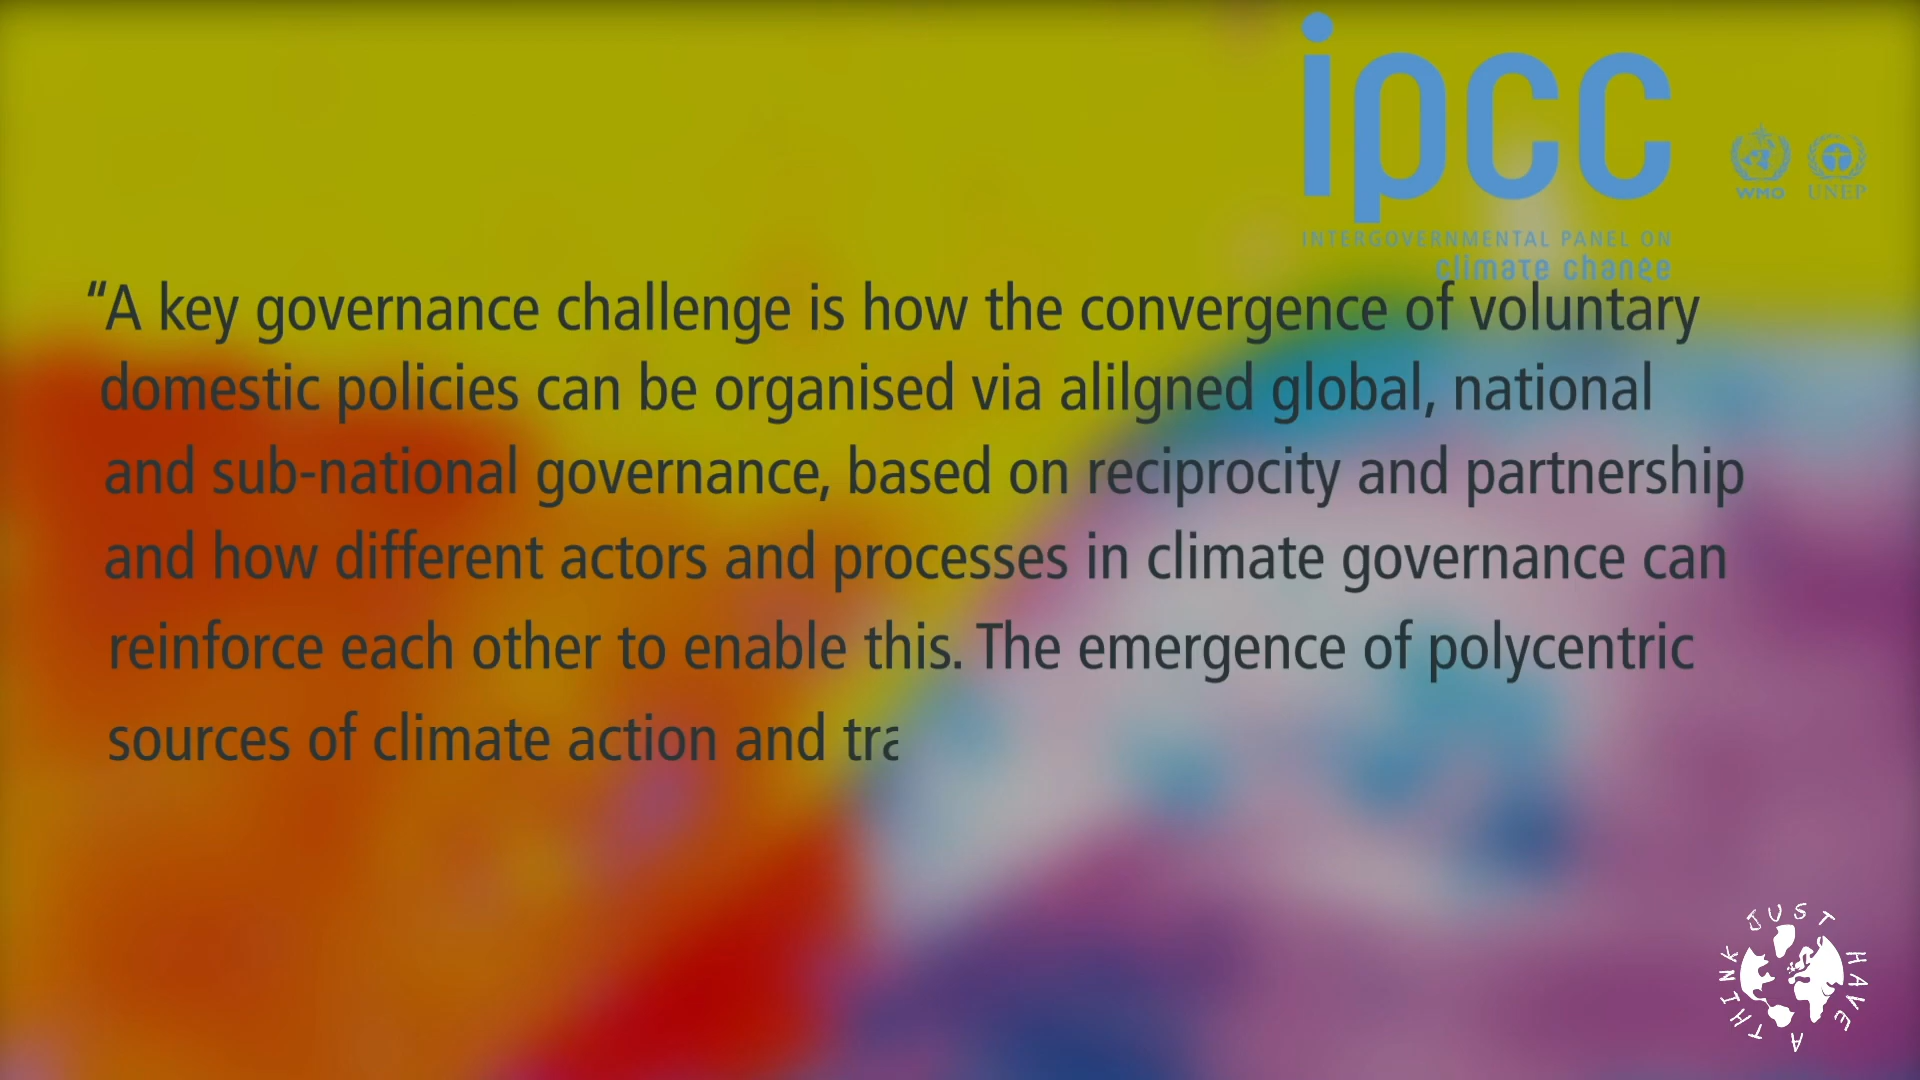 ipcc
INTERGOVERNMENTAL PANEL ON
climate change
WMO
UNEP
“A key governance challenge is how the convergence of voluntary
domestic policies can be organised via alilgned global, national
and sub-national governance, based on reciprocity and partnership
and how different actors and processes in climate governance can
reinforce each other to enable this. The emergence of polycentric
sources of climate action and tra
JUST HAVE A THINK